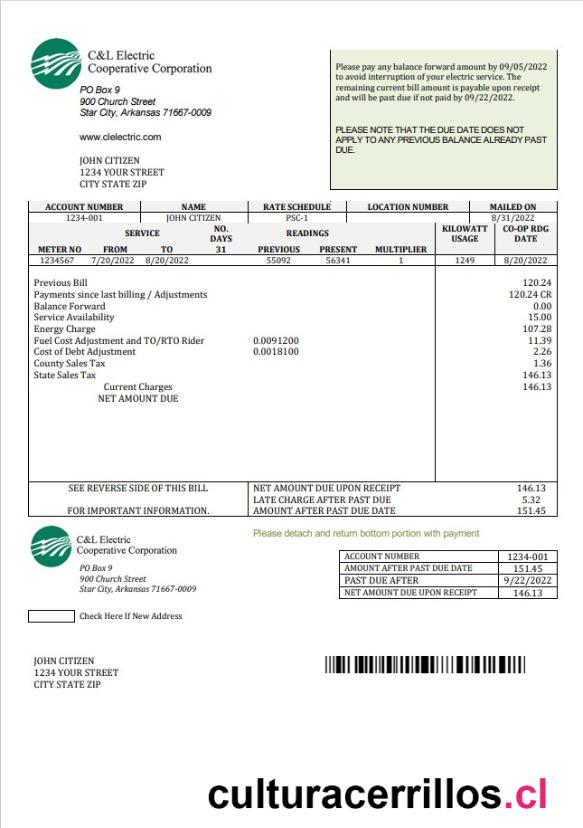 C&L Electric
Cooperative Corporation
PO Box 9
900 Church Street
Star City, Arkansas 71667-0009
www.clelectric.com
JOHN CITIZEN
1234 YOUR STREET
CITY STATE ZIP
Please pay any balance forward amount by 09/05/2022
to avoid interruption of your electric service. The
remaining current bill amount is payable upon receipt
and will be past due if not paid by 09/22/2022.
PLEASE NOTE THAT THE DUE DATE DOES NOT
APPLY TO ANY PREVIOUS BALANCE ALREADY PAST
DUE.
ACCOUNT NUMBER NAME RATE SCHEDULE LOCATION NUMBER MAILED ON
1234-001 JOHN CITIZEN PSC-1 8/31/2022
SERVICE NO. DAYS READINGS KILOWATT USAGE CO-OP RDG DATE
METER NO FROM TO 31 PREVIOUS PRESENT MULTIPLIER
1234567 7/20/2022 8/20/2022 55092 56341 1 1249 8/20/2022
Previous Bill 120.24
Payments since last billing / Adjustments 120.24 CR
Balance Forward 0.00
Service Availability 15.00
Energy Charge 107.28
Fuel Cost Adjustment and TO/RTO Rider 0.0091200 11.39
Cost of Debt Adjustment 0.0018100 2.26
County Sales Tax 1.36
State Sales Tax 146.13
Current Charges 146.13
NET AMOUNT DUE
SEE REVERSE SIDE OF THIS BILL NET AMOUNT DUE UPON RECEIPT 146.13
LATE CHARGE AFTER PAST DUE 5.32
FOR IMPORTANT INFORMATION. AMOUNT AFTER PAST DUE DATE 151.45
C&L Electric
Cooperative Corporation
PO Box 9
900 Church Street
Star City, Arkansas 71667-0009
Please detach and return bottom portion with payment
ACCOUNT NUMBER 1234-001
AMOUNT AFTER PAST DUE DATE 151.45
PAST DUE AFTER 9/22/2022
NET AMOUNT DUE UPON RECEIPT 146.13
Check Here If New Address
JOHN CITIZEN
1234 YOUR STREET
CITY STATE ZIP
culturacerrillos.cl